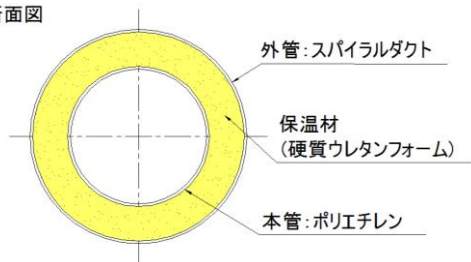 面図
外管:スパイラルダクト
保温材
(硬質ウレタンフォーム)
本管:ポリエチレン